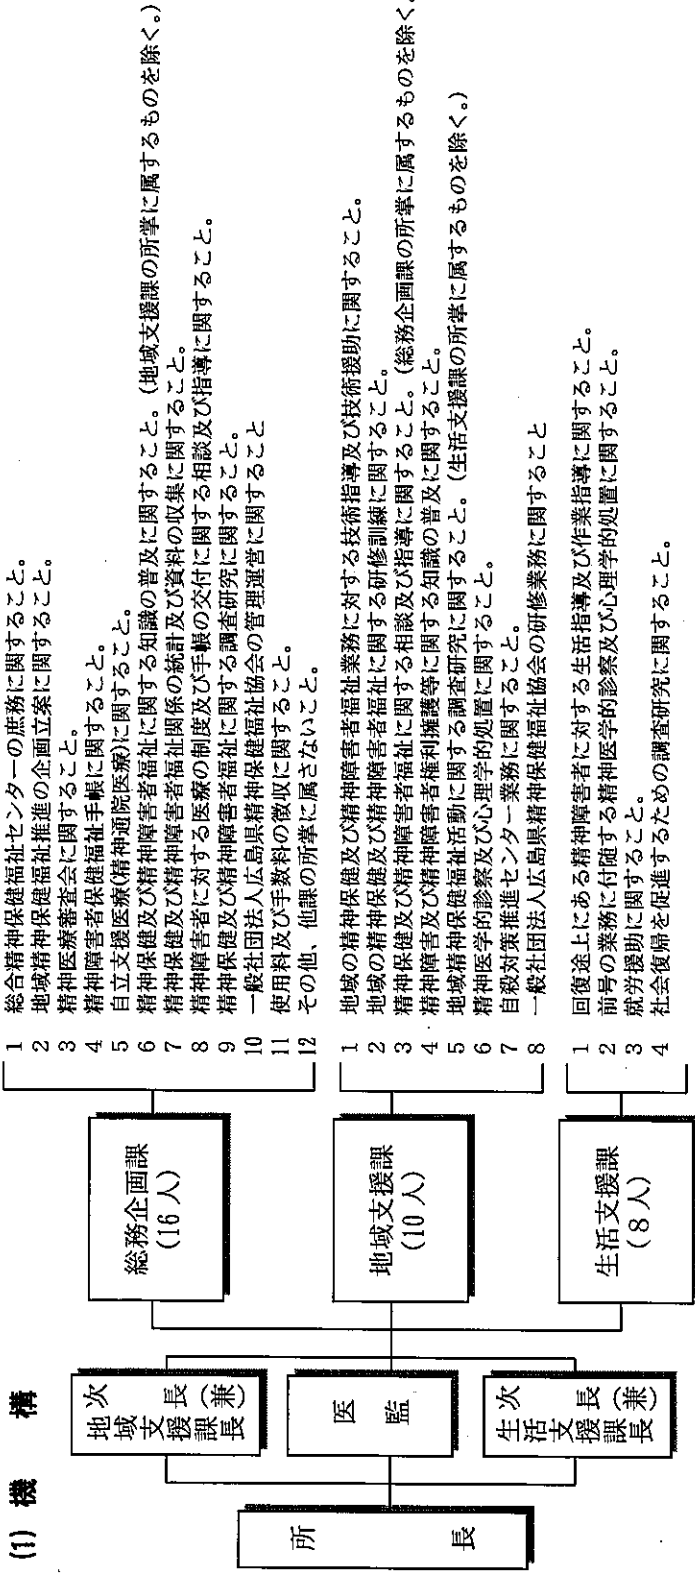 (1) 機構
所長
次長(兼)
地域支援課長
医監
次長(兼)
生活支援課長
総務企画課
(16人)
1 総合精神保健福祉センターの庶務に関すること。
2 地域精神保健福祉推進の企画立案に関すること。
3 精神医療審査会に関すること。
4 精神障害者保健福祉手帳に関すること。
5 自立支援医療(精神通院医療)に関すること。
6 精神保健及び精神障害者福祉に関する知識の普及に関すること。(地域支援課の所掌に属するものを除く。)
7 精神保健及び精神障害者福祉関係の統計及び資料の収集に関すること。
8 精神障害者に対する医療の制度及び手帳の交付に関する相談及び指導に関すること。
9 精神保健及び精神障害者福祉に関する調査研究に関すること。
10 一般社団法人広島県精神保健福祉協会の管理運営に関すること
11 使用料及び手数料の徴収に関すること。
12 その他、他課の所掌に属さないこと。
地域支援課
(10人)
1 地域の精神保健及び精神障害者福祉業務に対する技術指導及び技術援助に関すること。
2 地域の精神保健及び精神障害者福祉に関する研修訓練に関すること。
3 精神保健及び精神障害者福祉に関する相談及び指導に関すること。(総務企画課の所掌に属するものを除く。
4 精神障害及び精神障害者権利擁護等に関する知識の普及に関すること。
5 地域精神保健福祉活動に関する調査研究に関すること。(生活支援課の所掌に属するものを除く。)
6 精神医学的診察及び心理学的処置に関すること。
7 自殺対策推進センター業務に関すること。
8 一般社団法人広島県精神保健福祉協会の研修業務に関すること
生活支援課
(8人)
1 回復途上にある精神障害者に対する生活指導及び作業指導に関すること。
2 前号の業務に付随する精神医学的診察及び心理学的処置に関すること。
3 就労援助に関すること。
4 社会復帰を促進するための調査研究に関すること。